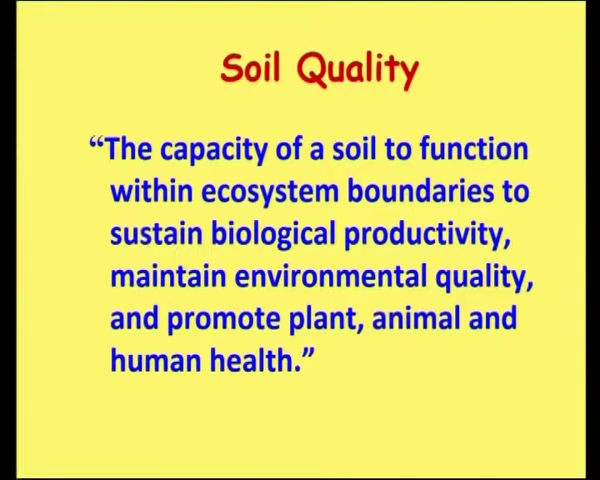 Soil Quality
“The capacity of a soil to function
within ecosystem boundaries to
sustain biological productivity,
maintain environmental quality,
and promote plant, animal and
human health.”